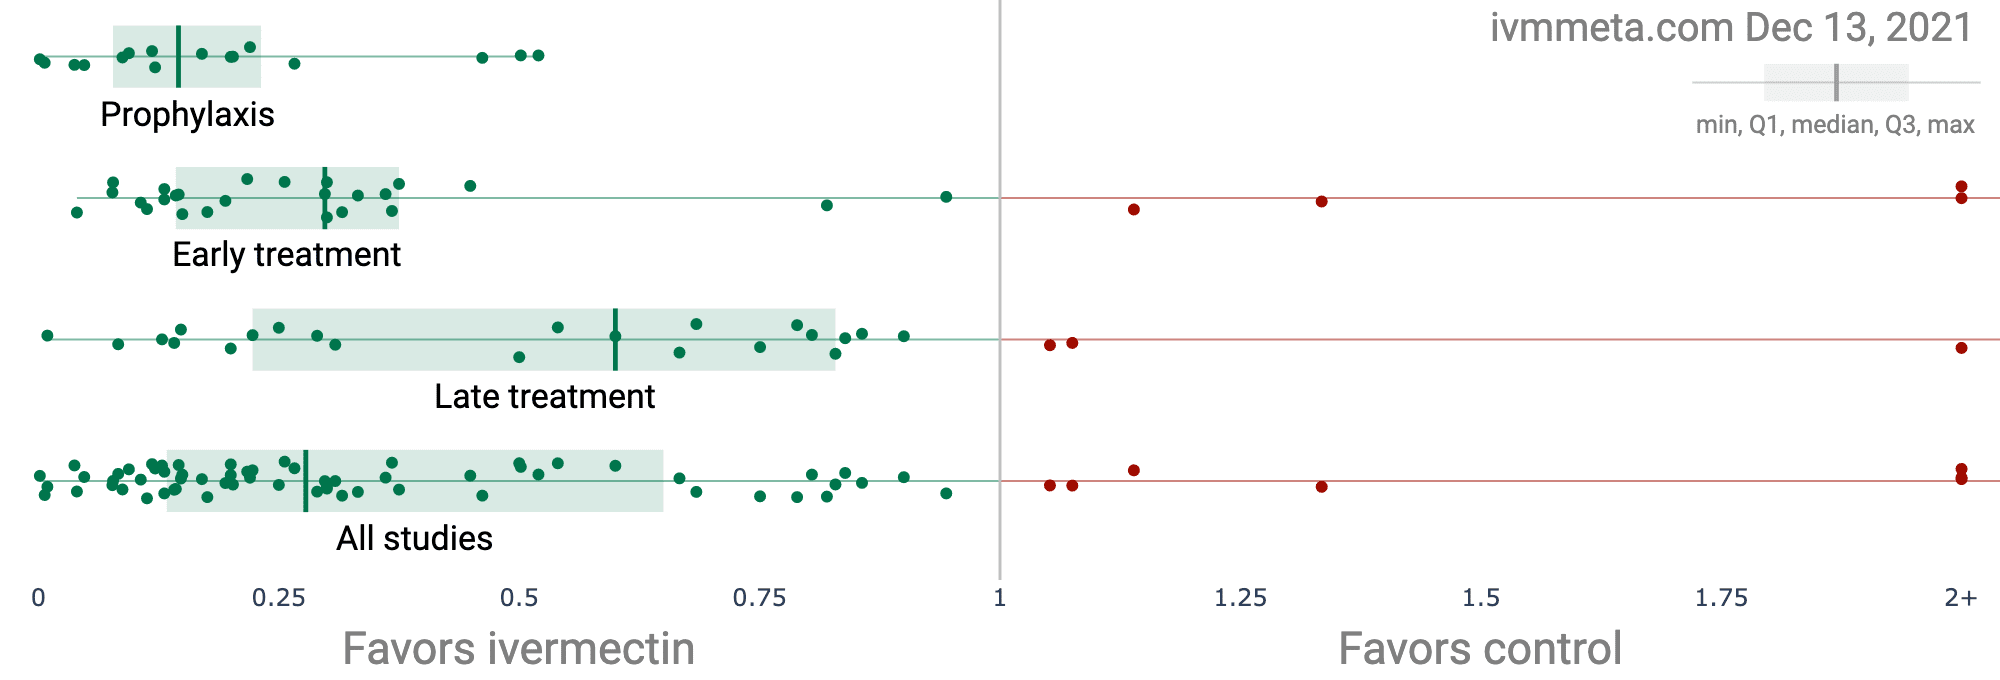 ivmmeta.com Dec 13, 2021
min, Q1, median, Q3, max
Prophylaxis
Early treatment
Late treatment
All studies
0 0.25 0.5 0.75 1 1.25 1.5 1.75 2+
Favors ivermectin Favors control